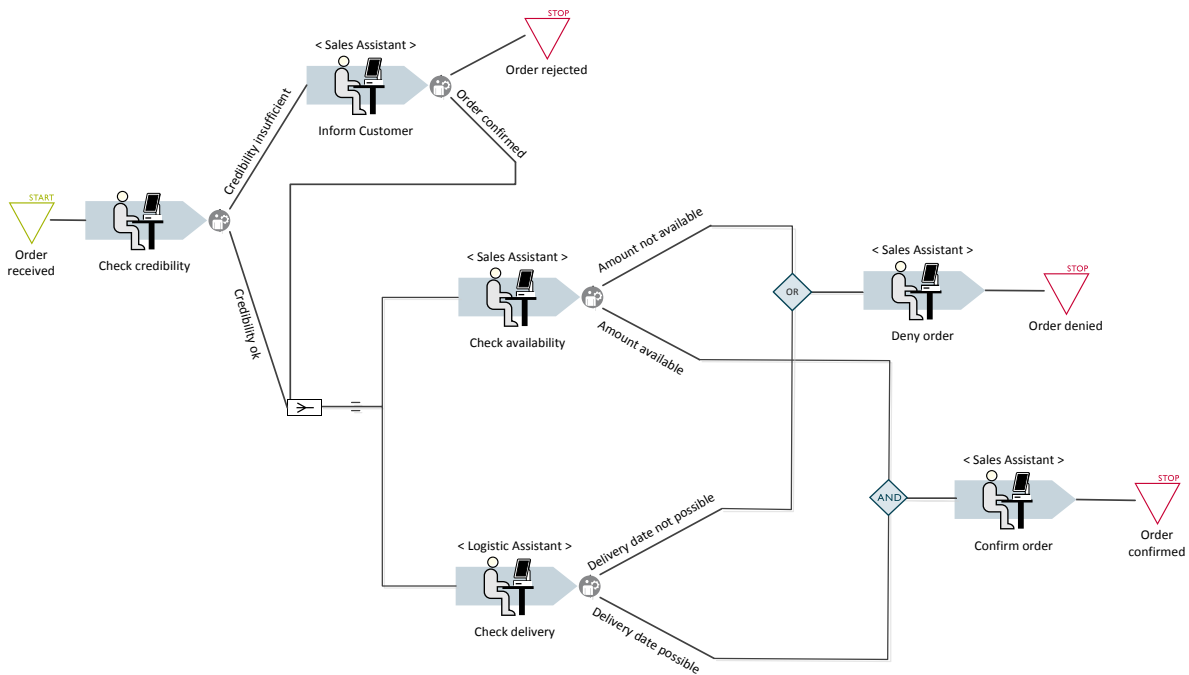 STOP
< Sales Assistant >
Order rejected
Credibility insufficient
Order confirmed
Inform Customer
START
Order
received
Check credibility
Credibility ok
< Sales Assistant >
Check availability
Amount not available
Amount available
OR
< Sales Assistant >
Deny order
STOP
Order denied
< Logistic Assistant >
Check delivery
Delivery date not possible
Delivery date possible
AND
< Sales Assistant >
Confirm order
STOP
Order
confirmed